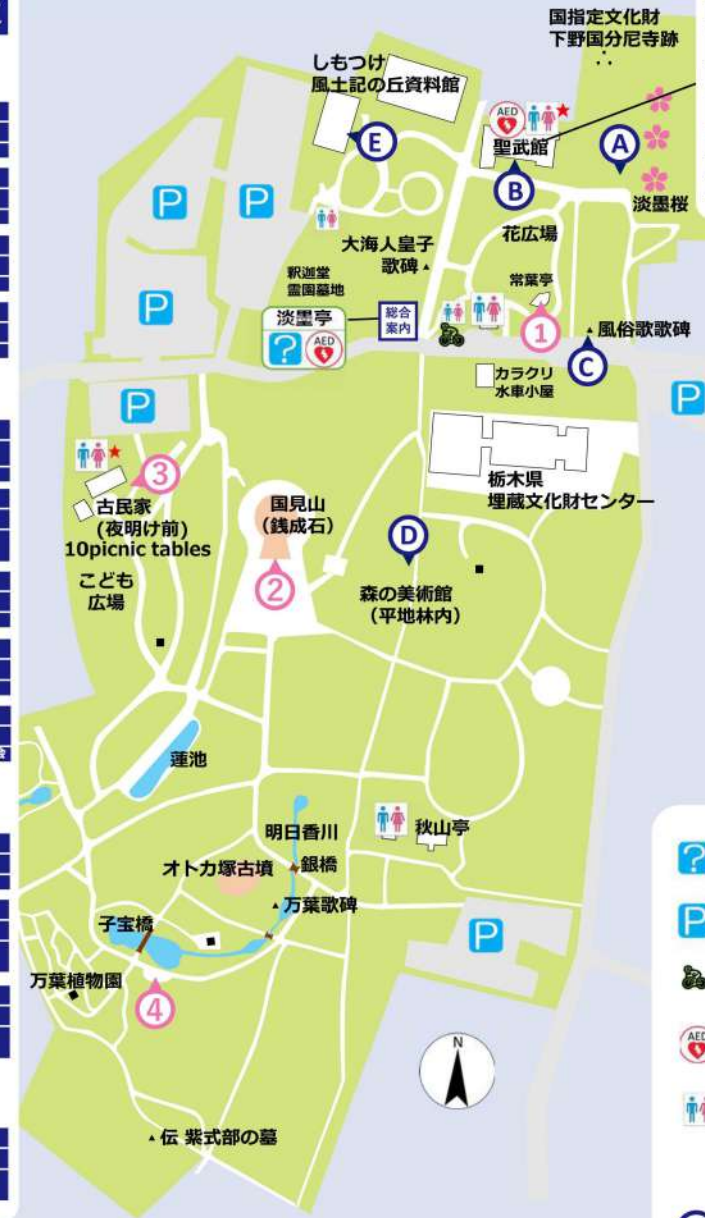 国指定文化財
下野国分尼寺跡
しもつけ
風土記の丘資料館
AED
E
聖武館
A
B
淡墨桜
P
P
花広場
大海人皇子
歌碑
釈迦堂
霊園墓地
常葉亭
淡墨亭
総合
案内
? AED
P
1
風俗歌歌碑
C
カラクリ
水車小屋
P
P
栃木県
埋蔵文化財センター
3
古民家
(夜明け前)
10picnic tables
国見山
(銭成石)
D
こども
広場
2
森の美術館
(平地林内)
蓮池
明日香川
秋山亭
オトカ塚古墳
銀橋
万葉歌碑
子宝橋
P
万葉植物園
4
N
伝 紫式部の墓
?
P
AED